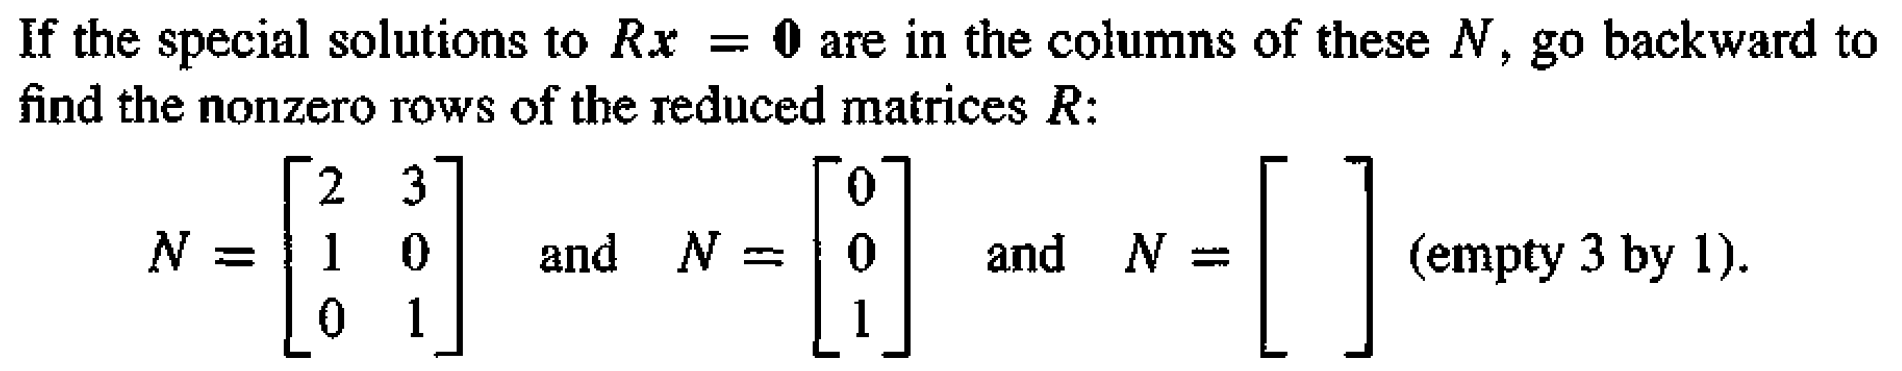 If the special solutions to Rx = 0 are in the columns of these N, go backward to
find the nonzero rows of the reduced matrices R:
N = [2 3; 1 0; 0 1] and N = [0; 0; 1] and N = [ ] (empty 3 by 1).